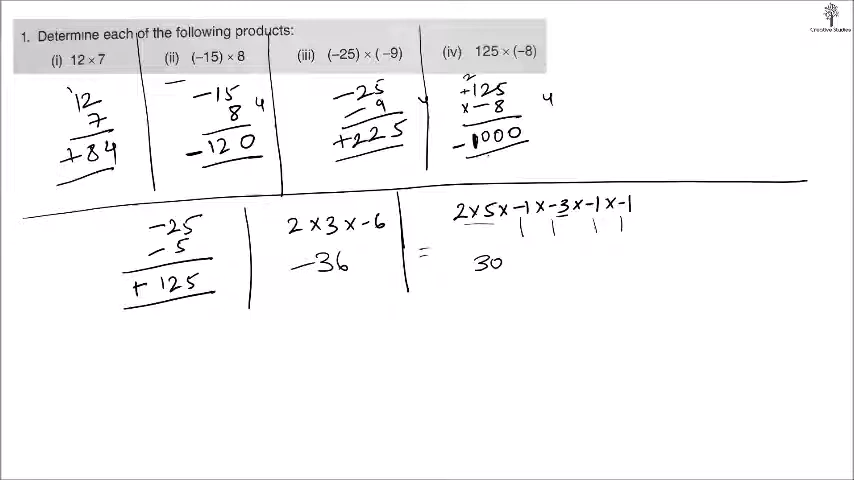 1. Determine each of the following products:
(i) 12 × 7 (ii) (−15) × 8 (iii) (−25) × (−9) (iv) 125 × (−8)
12
7
+84
−15
8 4
−120
−25
−9 4
+225
2
+125
× −8 4
−1000
−25
−5
+125
2 × 3 × −6
−36
2 × 5 × −1 × −3 × −1 × −1
= 30
Creative Studies